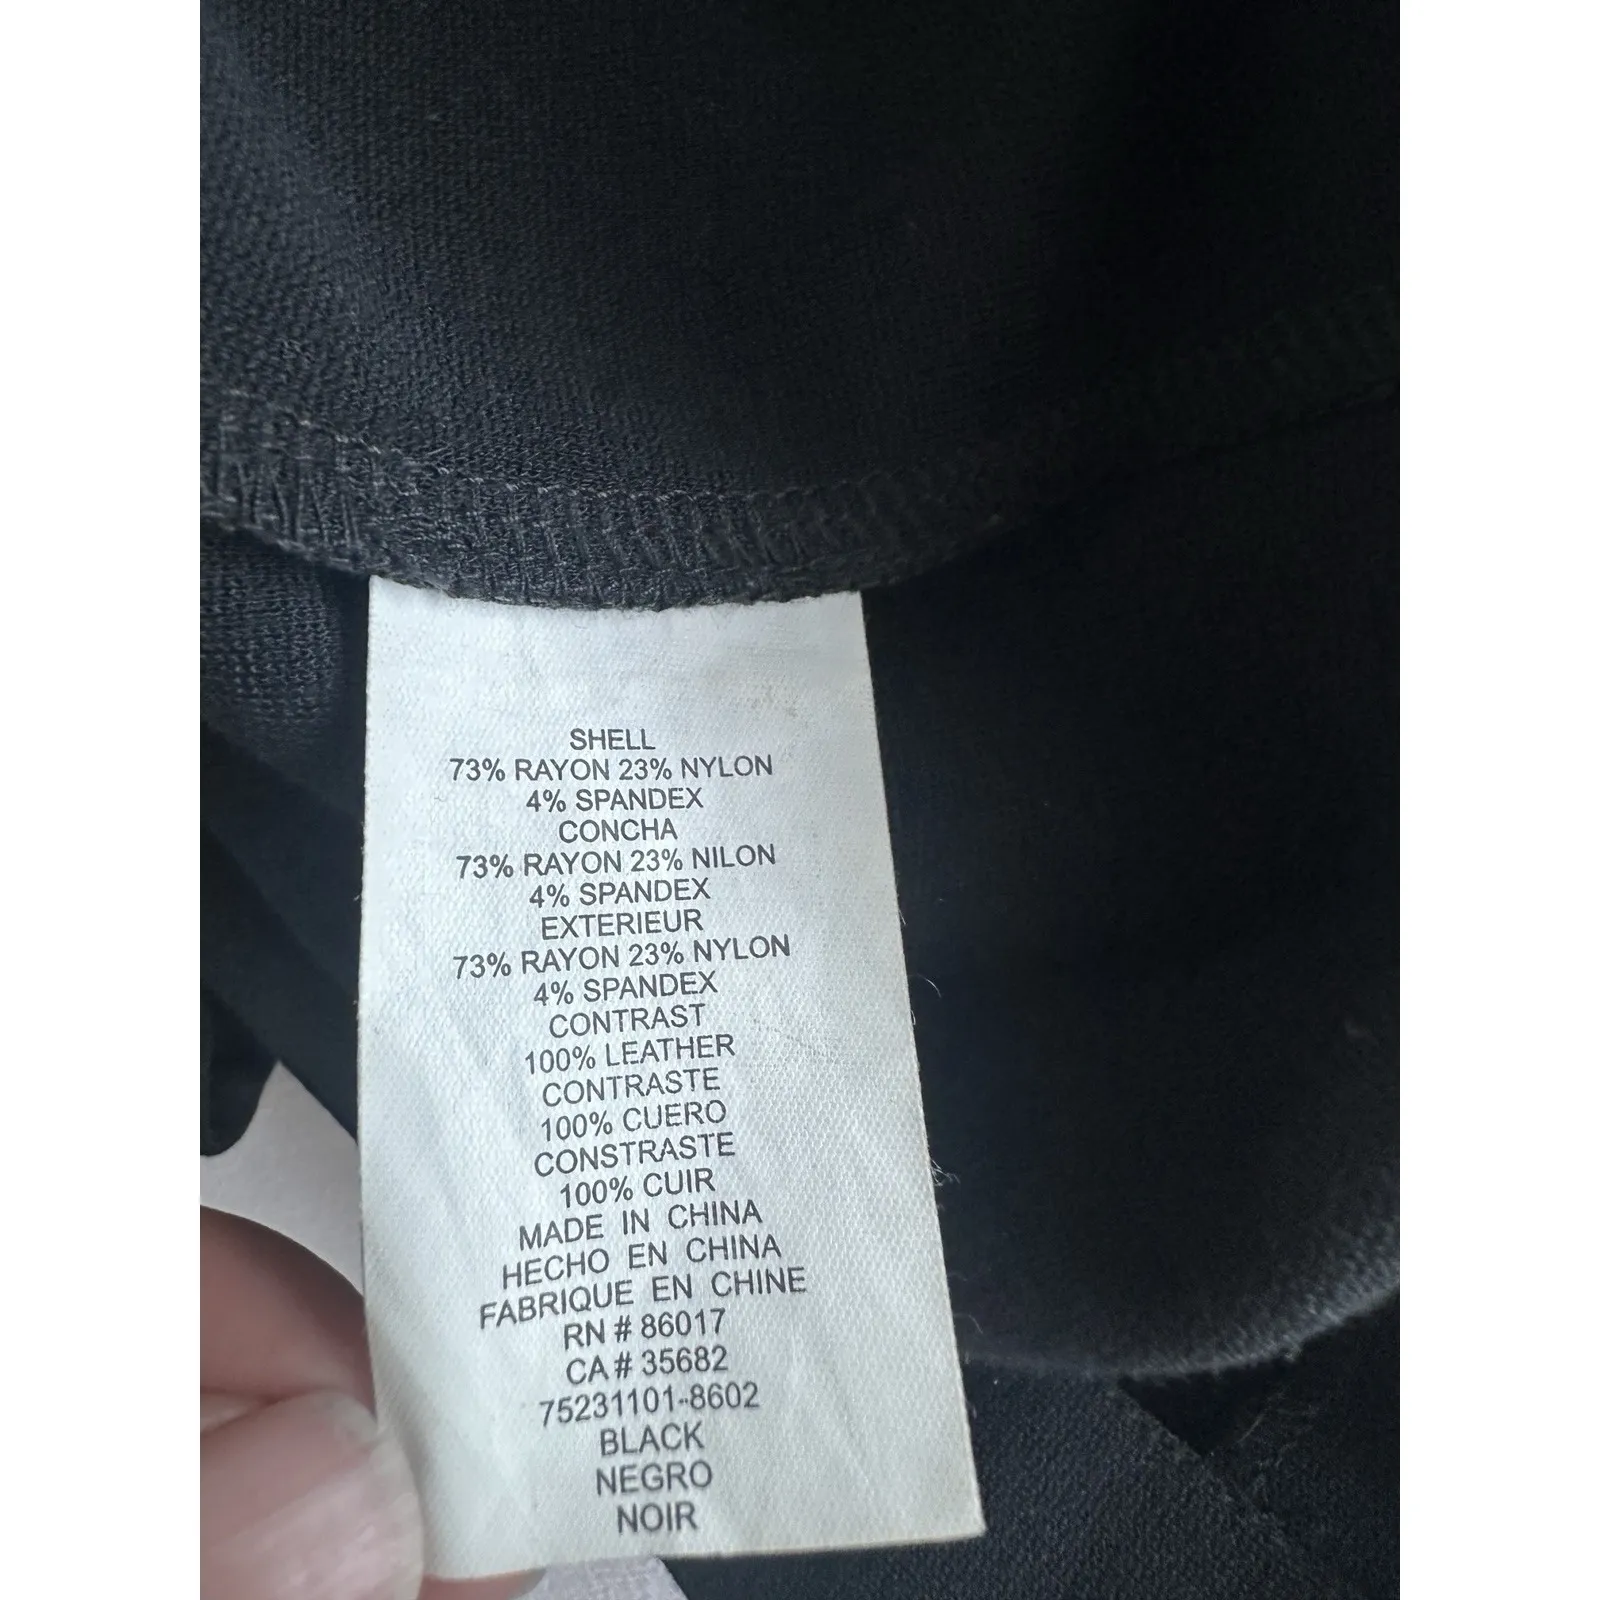 SHELL
73% RAYON 23% NYLON
4% SPANDEX
CONCHA
73% RAYON 23% NILON
4% SPANDEX
EXTERIEUR
73% RAYON 23% NYLON
4% SPANDEX
CONTRAST
100% LEATHER
CONTRASTE
100% CUERO
CONSTRASTE
100% CUIR
MADE IN CHINA
HECHO EN CHINA
FABRIQUE EN CHINE
RN # 86017
CA # 35682
75231101-8602
BLACK
NEGRO
NOIR